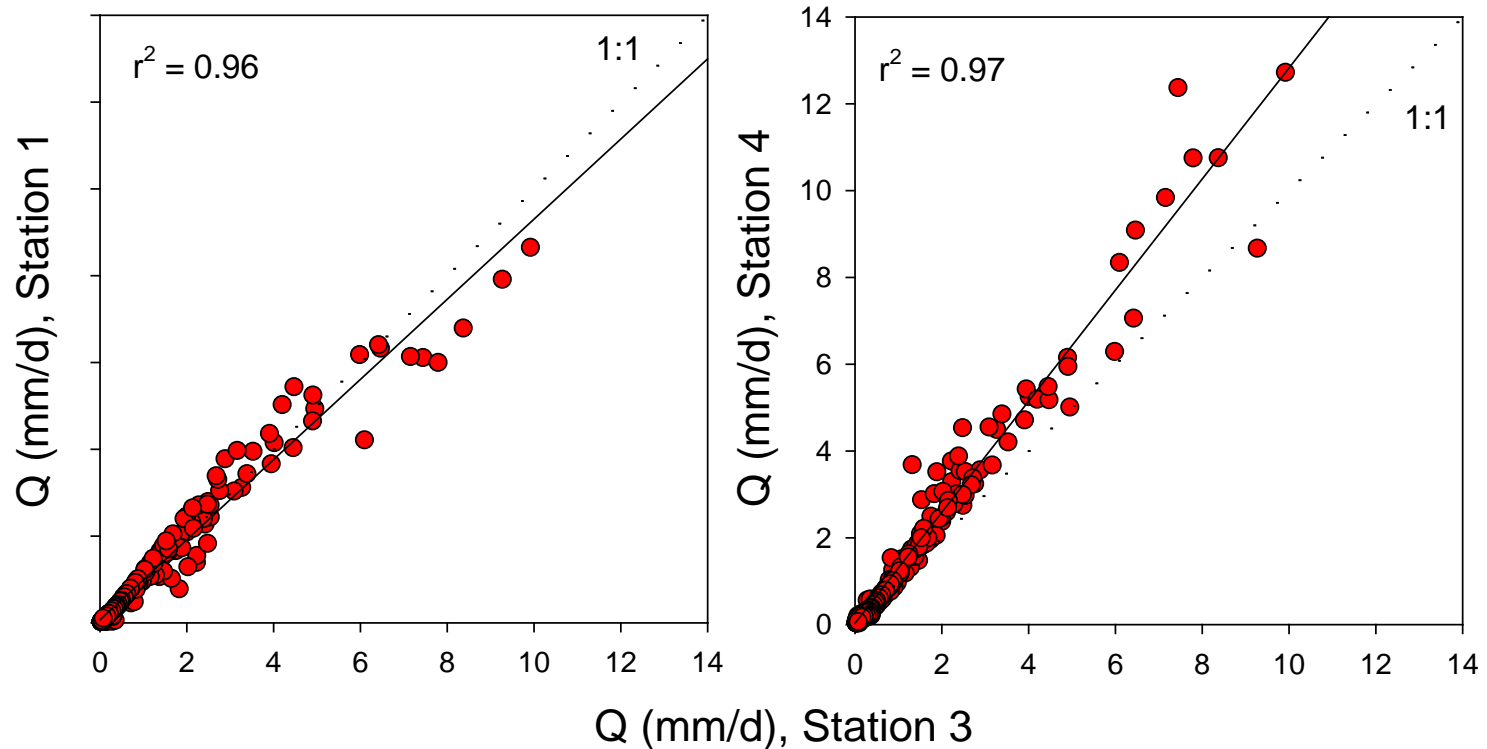 r² = 0.96
1:1
Q (mm/d), Station 1
0 2 4 6 8 10 12 14
r² = 0.97
1:1
Q (mm/d), Station 4
14
12
10
8
6
4
2
0
0 2 4 6 8 10 12 14
Q (mm/d), Station 3